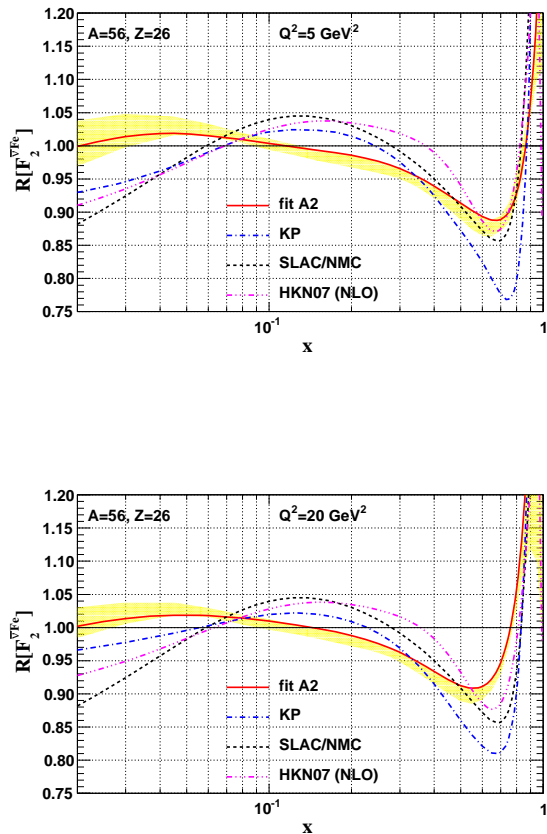 A=56, Z=26 Q²=5 GeV²
R[F₂^ν̅Fe]
1.20
1.15
1.10
1.05
1.00
0.95
0.90
0.85
0.80
0.75
fit A2
KP
SLAC/NMC
HKN07 (NLO)
10⁻¹ 1
x
A=56, Z=26 Q²=20 GeV²
R[F₂^ν̅Fe]
1.20
1.15
1.10
1.05
1.00
0.95
0.90
0.85
0.80
0.75
fit A2
KP
SLAC/NMC
HKN07 (NLO)
10⁻¹ 1
x